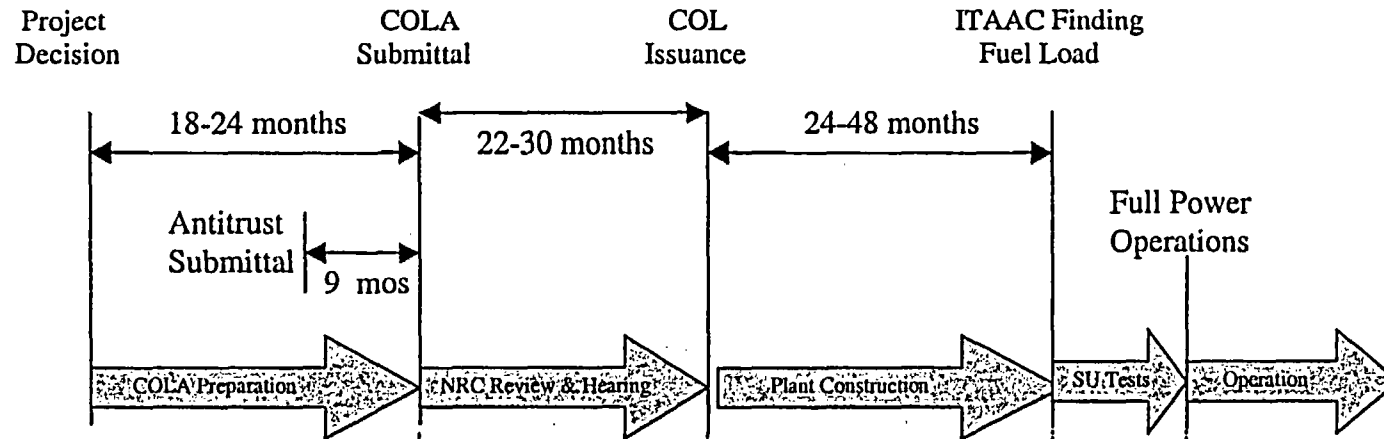 Project
Decision
COLA
Submittal
COL
Issuance
ITAAC Finding
Fuel Load
18-24 months
22-30 months
24-48 months
Antitrust
Submittal
9 mos
Full Power
Operations
COLA Preparation
NRC Review & Hearing
Plant Construction
SU Tests
Operation